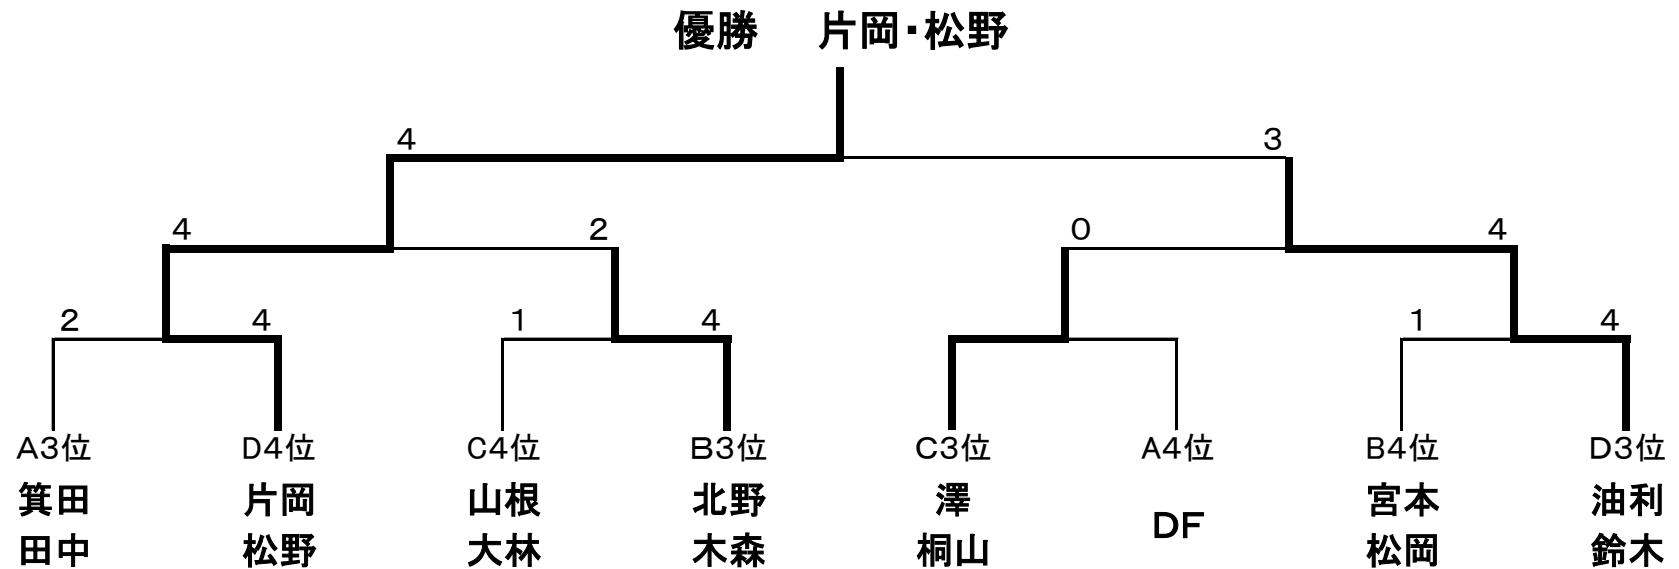 優勝 片岡・松野
4 3
4 2 0 4
2 4 1 4 1 4
A3位 D4位 C4位 B3位 C3位 A4位 B4位 D3位
箕田 片岡 山根 北野 澤 DF 宮本 油利
田中 松野 大林 木森 桐山 松岡 鈴木